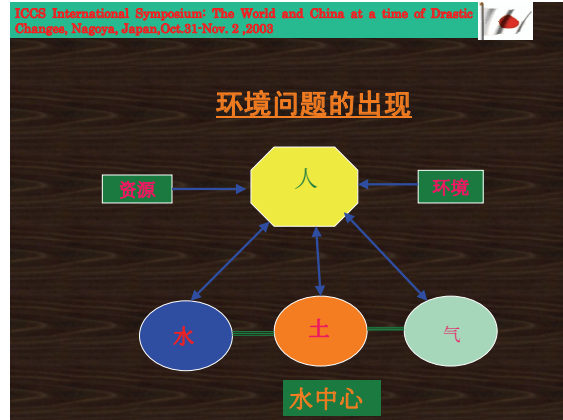 ICCS International Symposium: The World and China at a time of Drastic
Changes, Nagoya, Japan,Oct.31-Nov. 2 ,2003
环境问题的出现
人
资源
环境
水
土
气
水中心